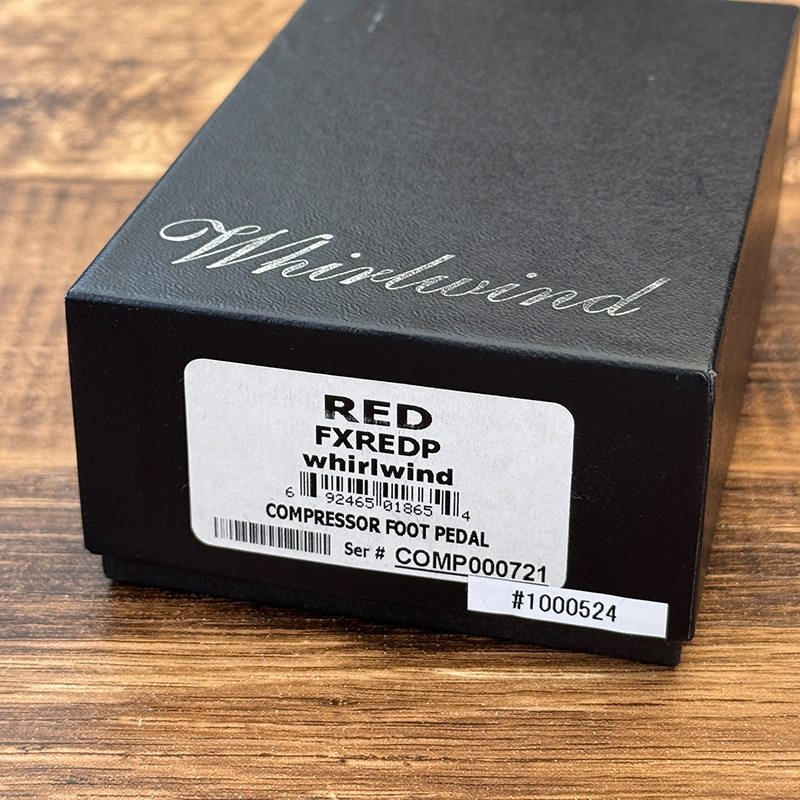 Whirlwind
RED
FXREDP
whirlwind
6 92465 01865 4
COMPRESSOR FOOT PEDAL
Ser # COMP000721
#1000524